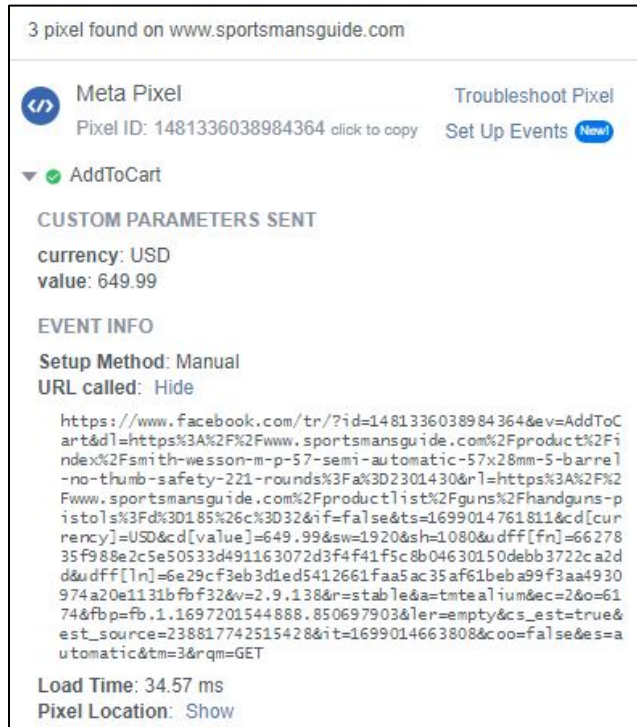 3 pixel found on www.sportsmansguide.com
Meta Pixel
Troubleshoot Pixel
Pixel ID: 1481336038984364 click to copy
Set Up Events New!
AddToCart
CUSTOM PARAMETERS SENT
currency: USD
value: 649.99
EVENT INFO
Setup Method: Manual
URL called: Hide
https://www.facebook.com/tr/?id=1481336038984364&ev=AddToC
art&dl=https%3A%2F%2Fwww.sportsmansguide.com%2Fproduct%2Fi
ndex%2Fsmith-wesson-m-p-57-semi-automatic-57x28mm-5-barrel
-no-thumb-safety-221-rounds%3Fa%3D2301430&rl=https%3A%2F%2
Fwww.sportsmansguide.com%2Fproductlist%2Fguns%2Fhandguns-p
istols%3Fd%3D185%26c%3D32&if=false&ts=1699014761811&cd[cur
rency]=USD&cd[value]=649.99&sw=1920&sh=1080&udff[fn]=66278
35f988e2c5e50533d491163072d3f4f41f5c8b04630150debb3722ca2d
d&udff[ln]=6e29cf3eb3d1ed5412661faa5ac35af61beba99f3aa4930
974a20e1131bfbf32&v=2.9.138&r=stable&a=tmtealium&ec=2&o=61
74&fbp=fb.1.1697201544888.850697903&ler=empty&cs_est=true&
est_source=238817742515428&it=1699014663808&coo=false&es=a
utomatic&tm=3&rqm=GET
Load Time: 34.57 ms
Pixel Location: Show